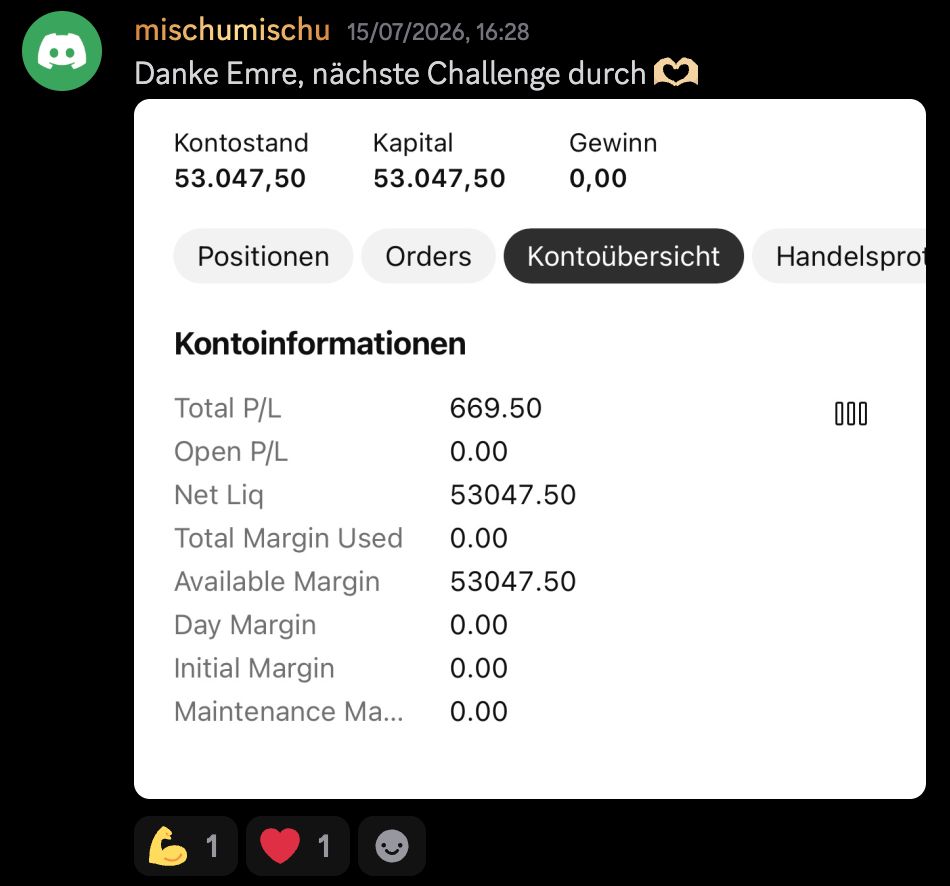 mischumischu 15/07/2026, 16:28
Danke Emre, nächste Challenge durch 🫶
Kontostand Kapital Gewinn
53.047,50 53.047,50 0,00
Positionen Orders Kontoübersicht Handelsprot
Kontoinformationen
Total P/L 669.50
Open P/L 0.00
Net Liq 53047.50
Total Margin Used 0.00
Available Margin 53047.50
Day Margin 0.00
Initial Margin 0.00
Maintenance Ma... 0.00
💪 1 ❤️ 1